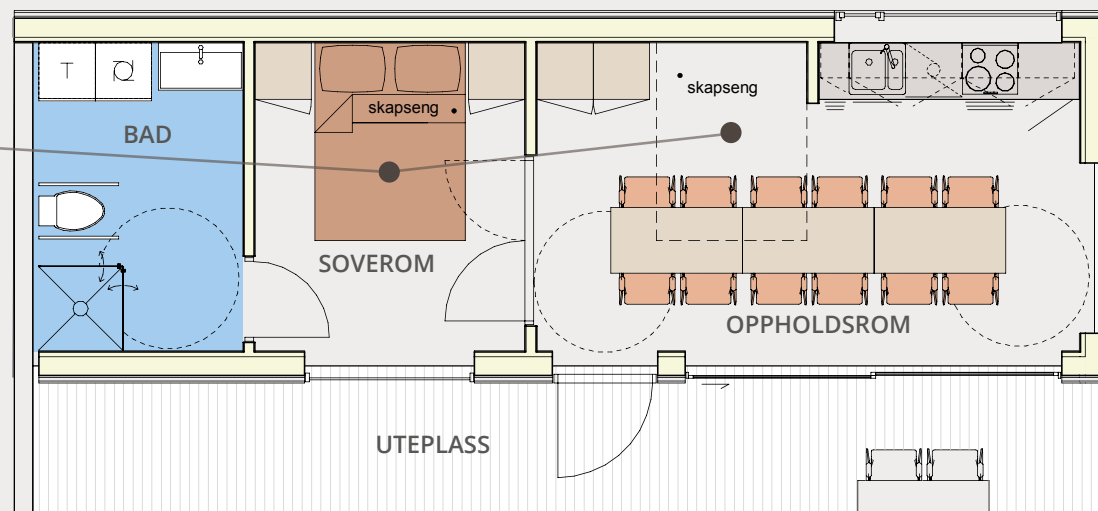 T
skapseng
skapseng
BAD
SOVEROM
OPPHOLDSROM
UTEPLASS